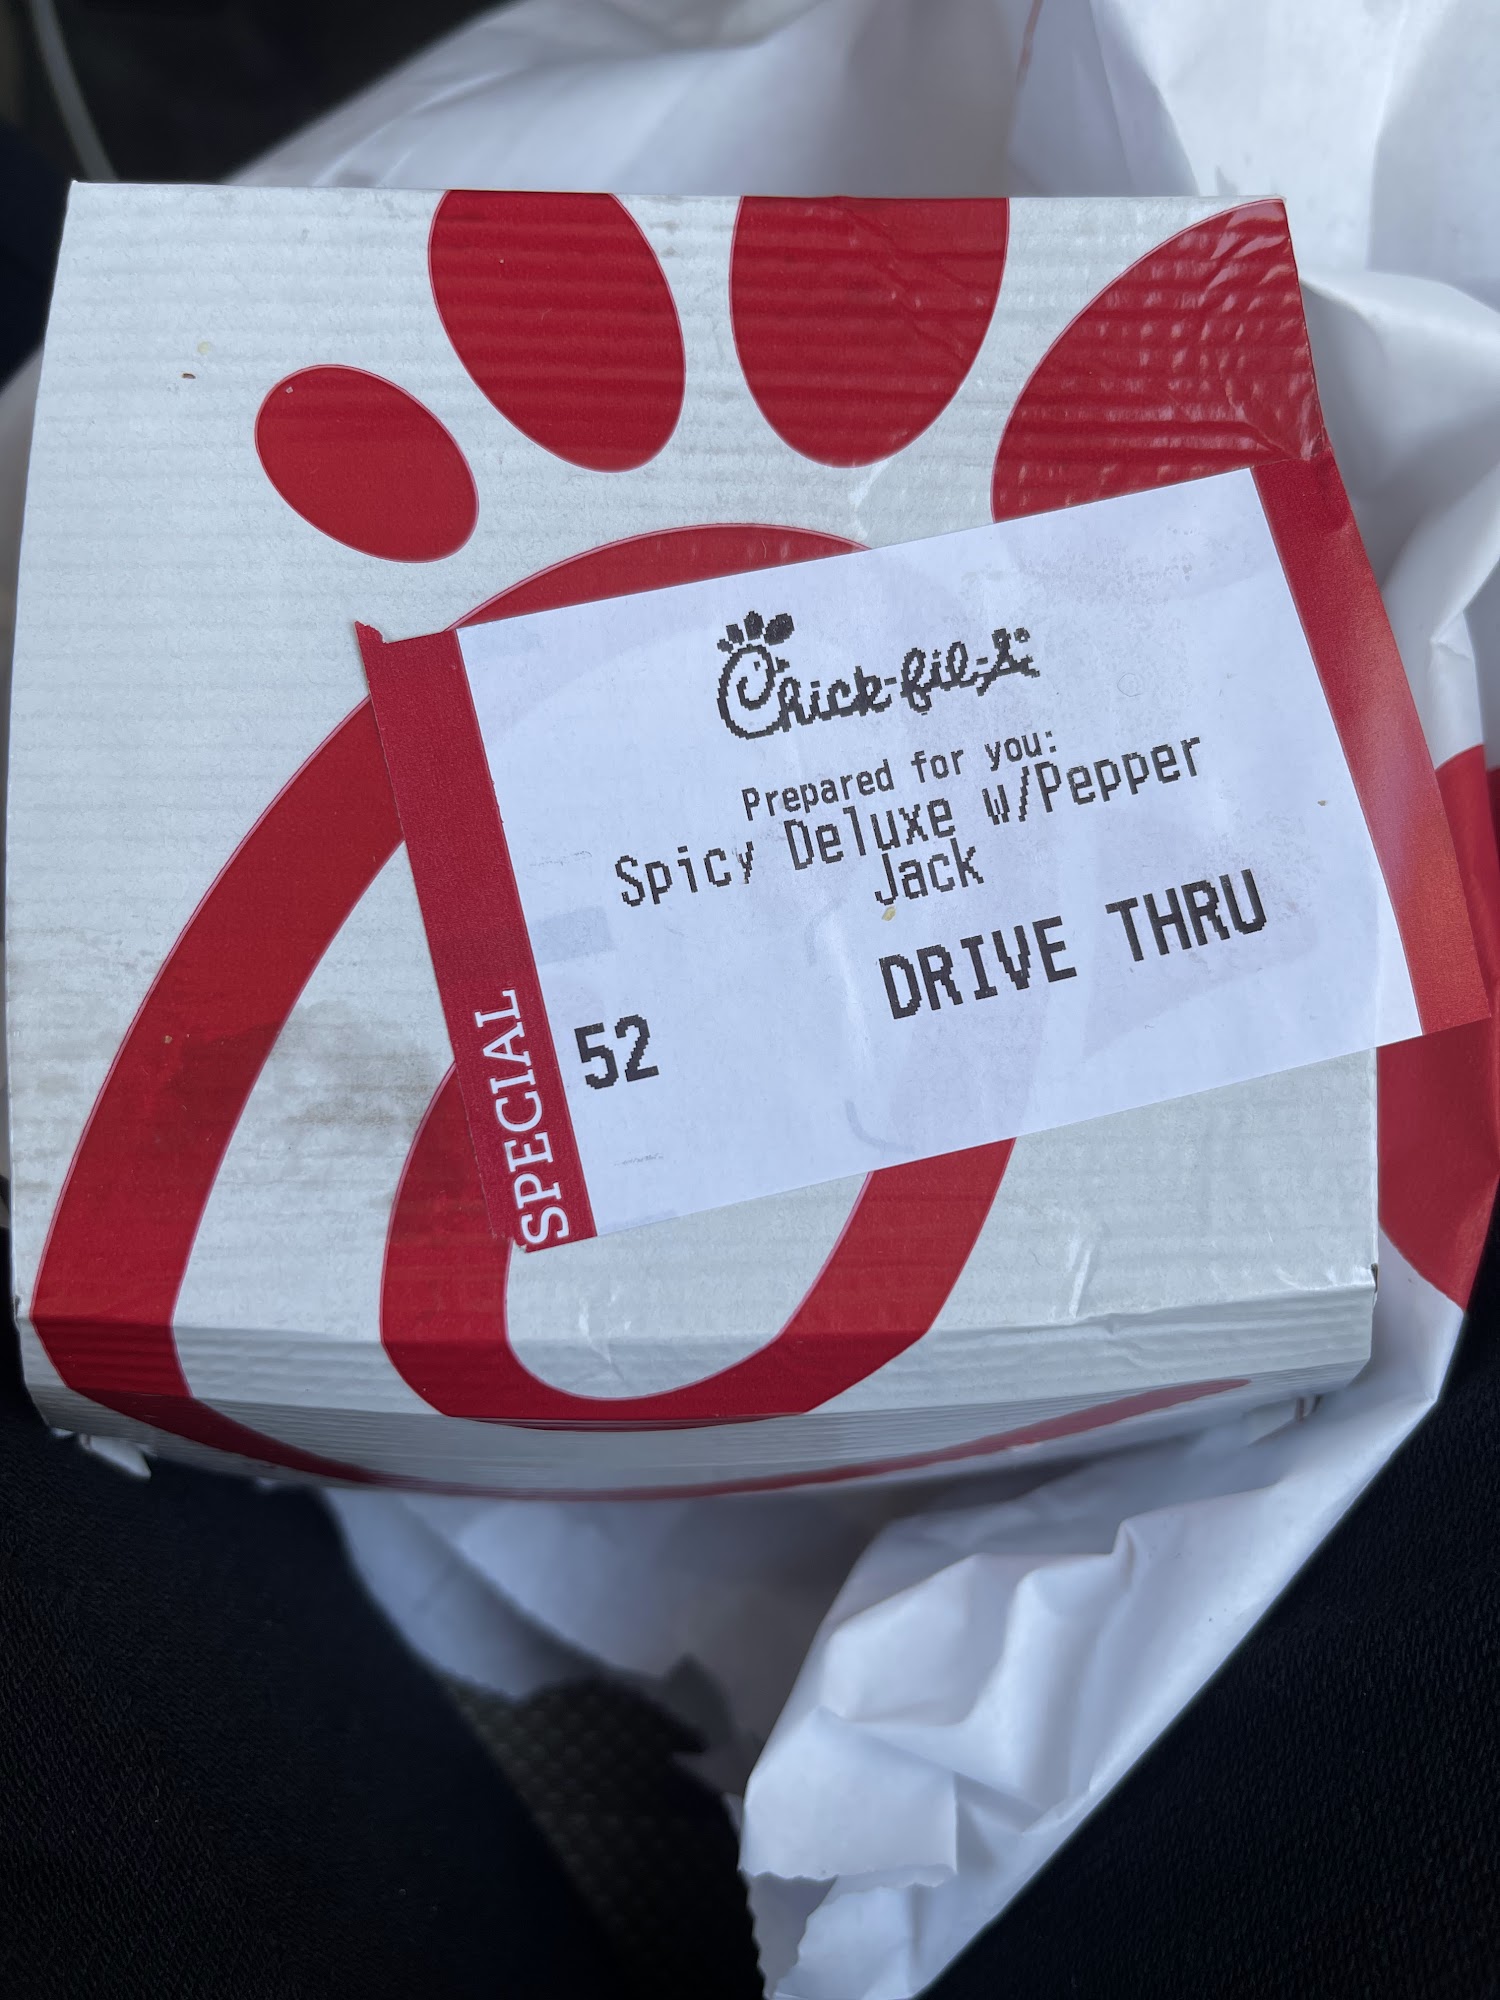 Chick-fil-A
Prepared for you:
Spicy Deluxe w/Pepper
Jack
DRIVE THRU
52
SPECIAL